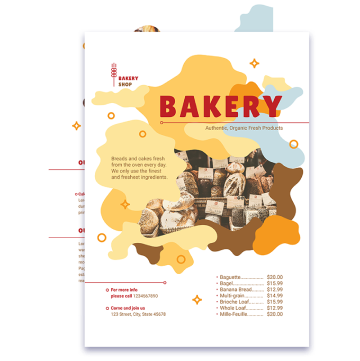 BAKERY
SHOP
BAKERY
Authentic, Organic Fresh Products
Breads and cakes fresh
from the oven every day.
We only use the finest
and freshest ingredients.
For more info
please call 1234567890
Come and join us
123 Street, City, State 45678
• Baguette............ $20.00
• Bagel................. $15.99
• Banana Bread....... $12.99
• Multi-grain.......... $14.99
• Brioche Loaf........ $15.99
• Whole Loaf.......... $12.99
• Mille-Feuille........ $20.00